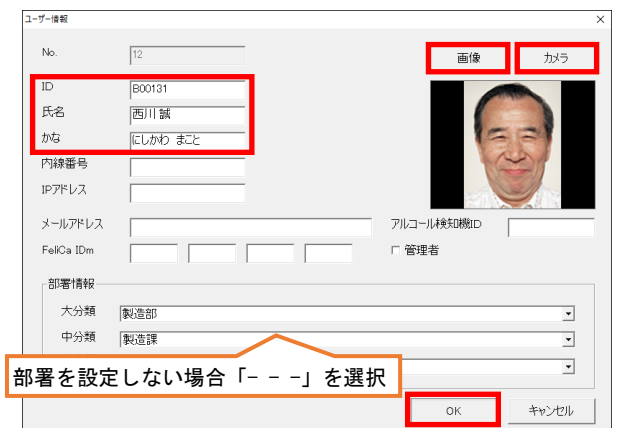 ユーザー情報
No. 12
画像 カメラ
ID B00131
氏名 西川 誠
かな にしかわ まこと
内線番号
IPアドレス
メールアドレス アルコール検知機ID
FeliCa IDm 管理者
部署情報
大分類 製造部
中分類 製造課
部署を設定しない場合「- - -」を選択
OK キャンセル